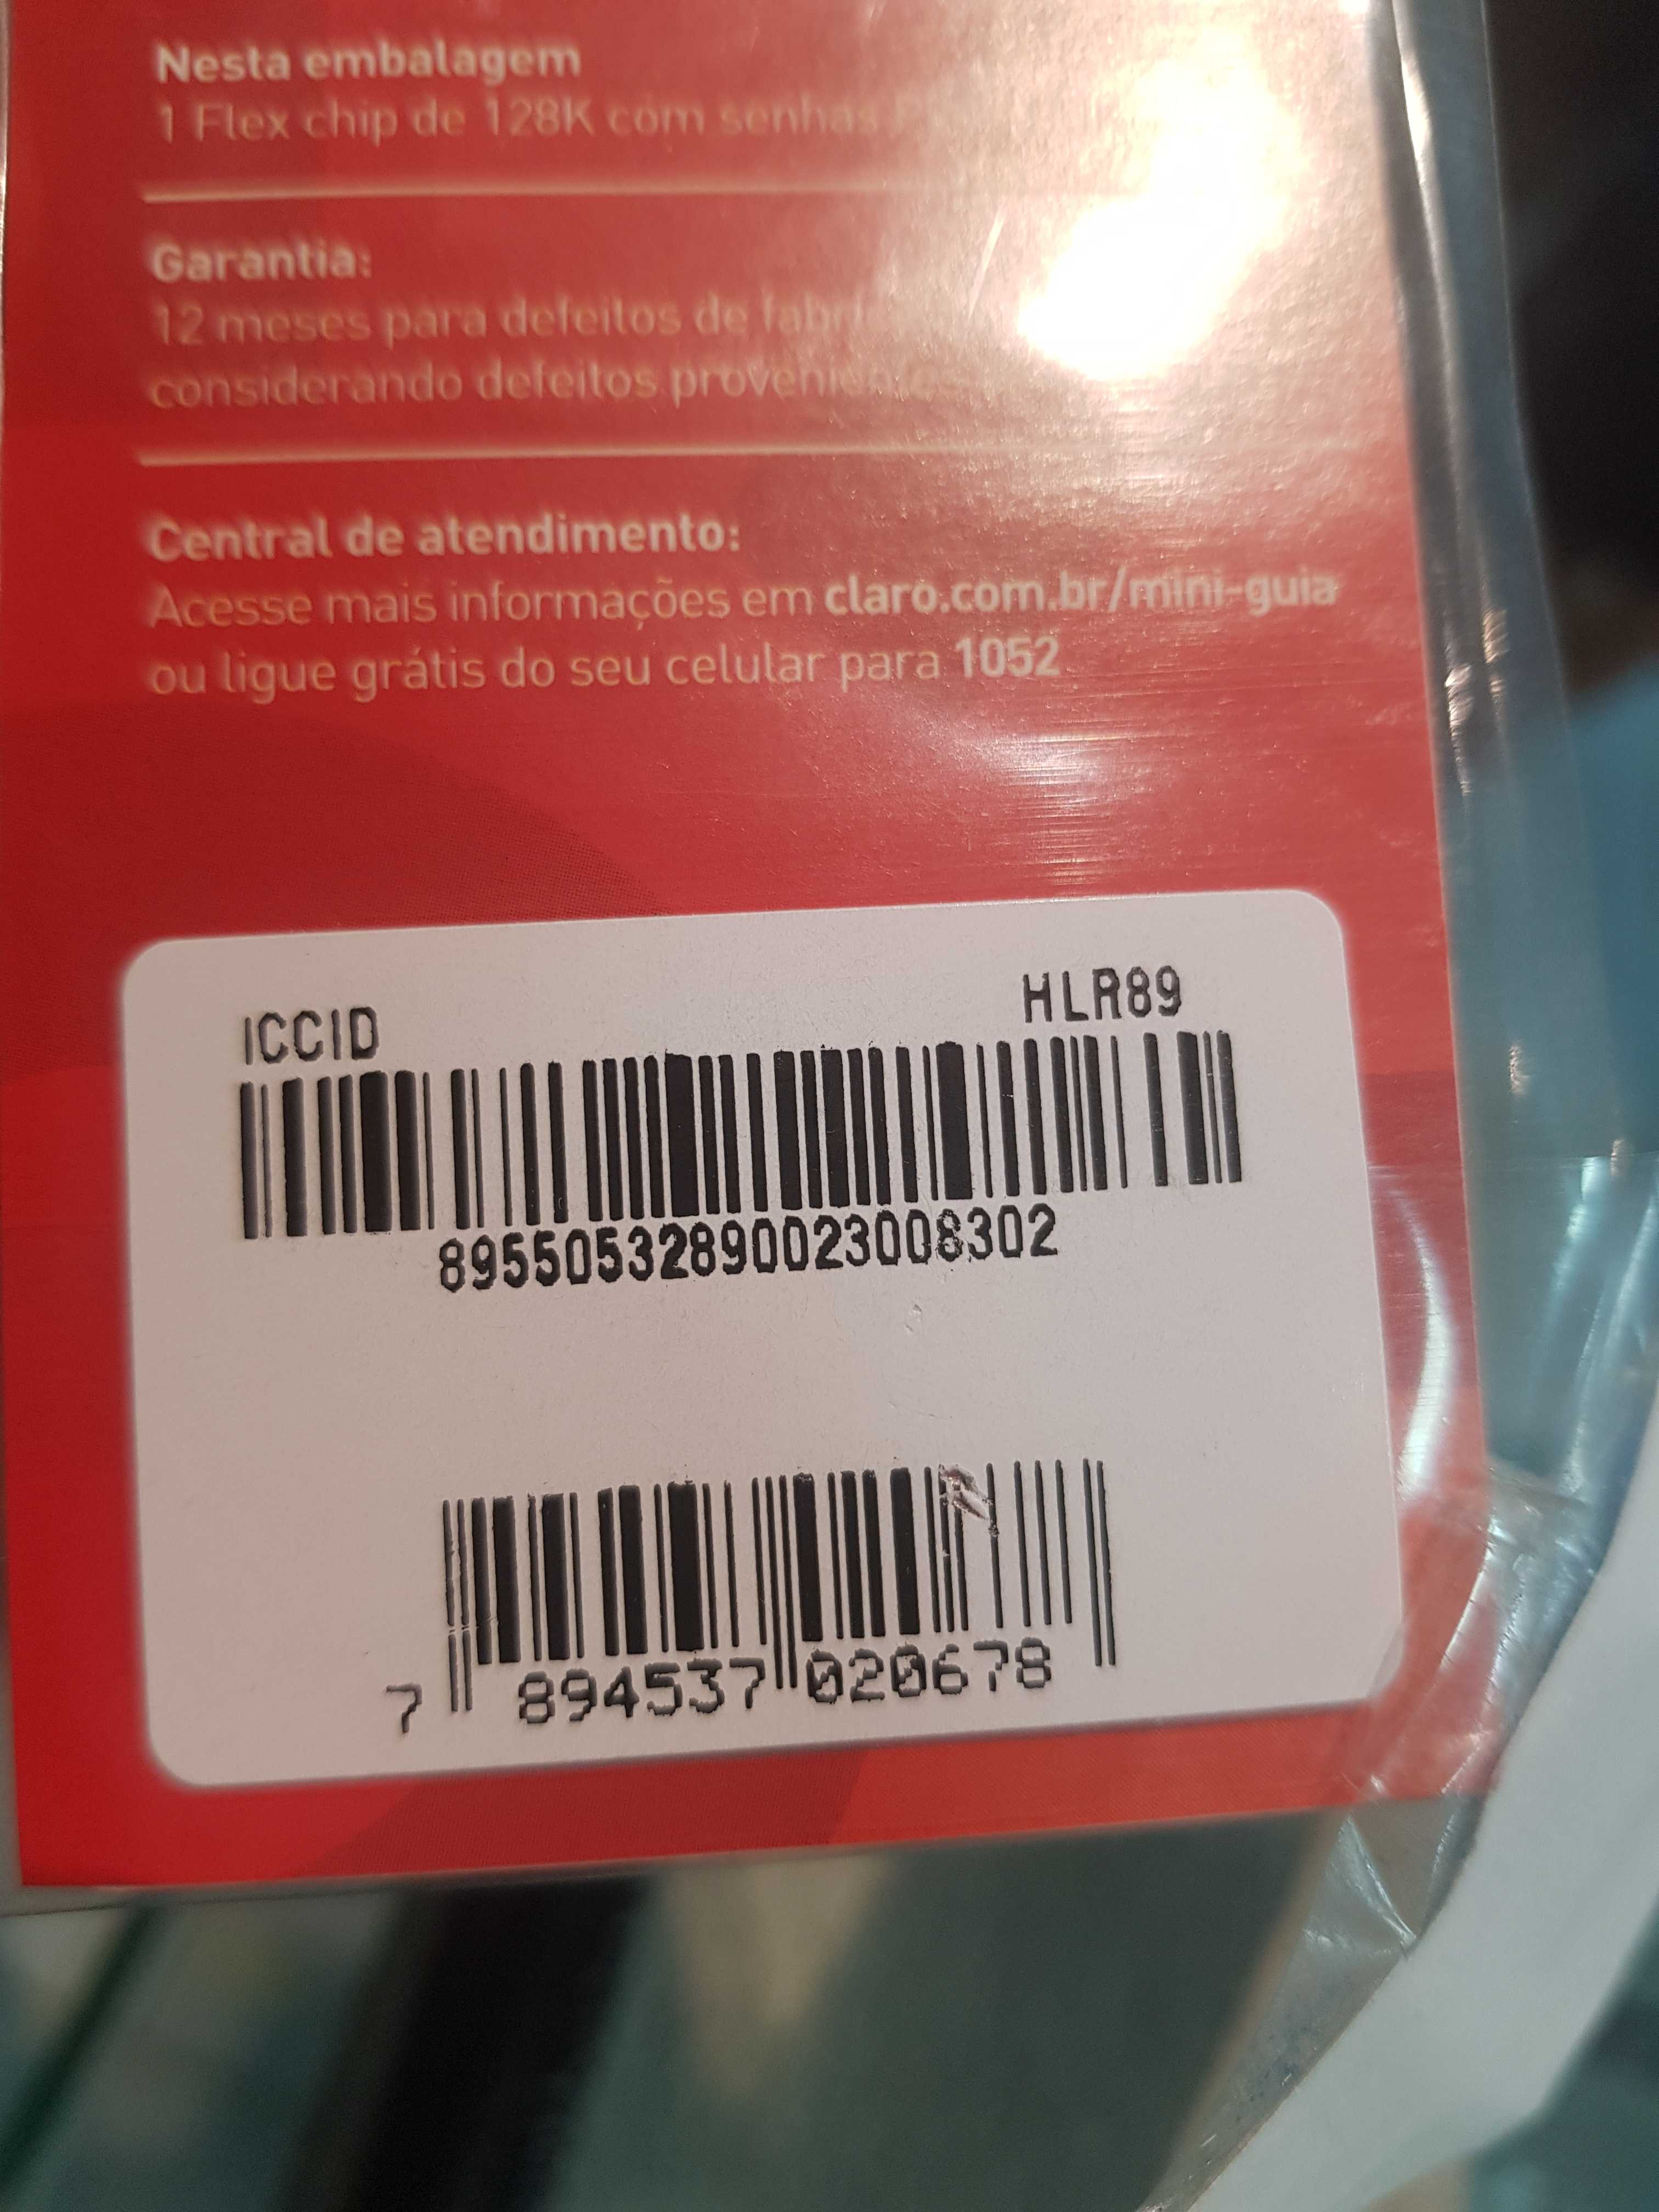 Nesta embalagem
1 Flex chip de 128K com senhas
Garantia:
12 meses para defeitos de
considerando defeitos
Central de atendimento:
Acesse mais informações em claro.com.br/mini-guia
ou ligue grátis do seu celular para 1052
ICCID HLR89
89550532890023008302
7 894537 020678